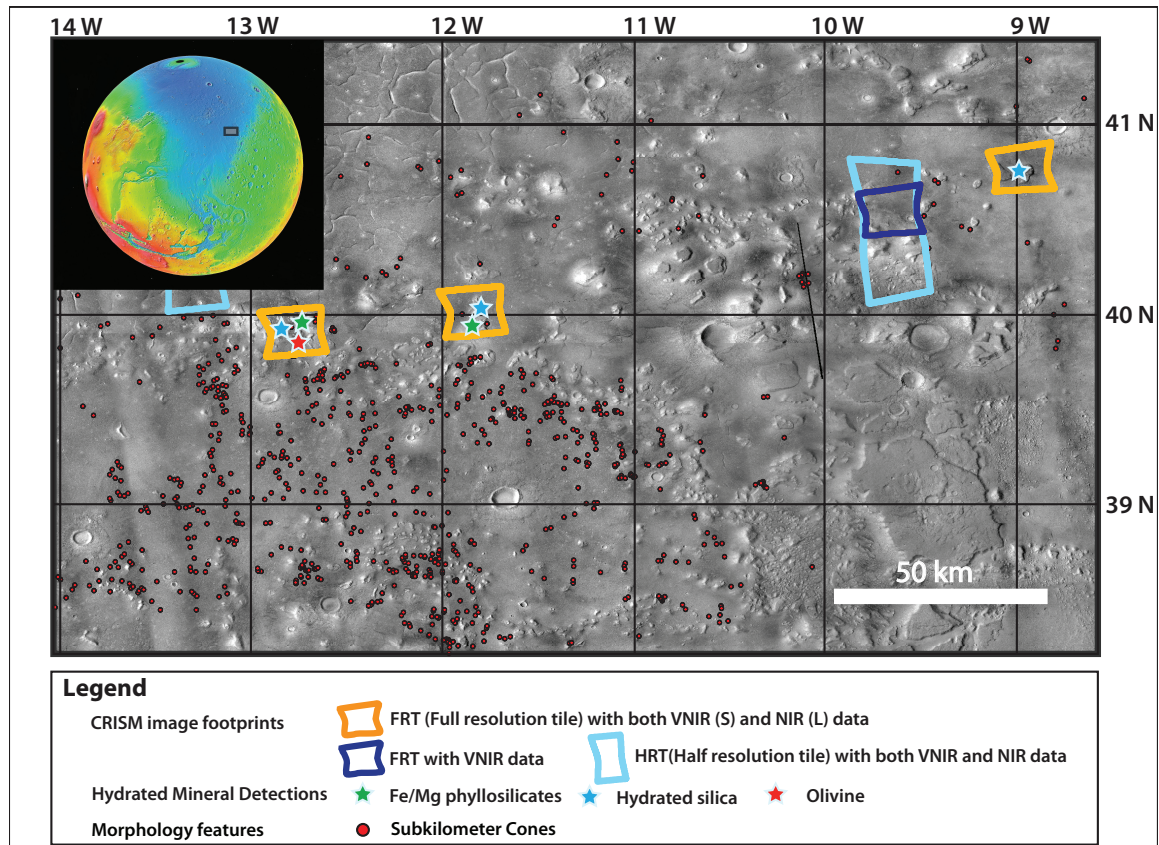 14 W 13 W 12 W 11 W 10 W 9 W
41 N
40 N
39 N
50 km
Legend
CRISM image footprints
FRT (Full resolution tile) with both VNIR (S) and NIR (L) data
FRT with VNIR data
HRT(Half resolution tile) with both VNIR and NIR data
Hydrated Mineral Detections
Fe/Mg phyllosilicates
Hydrated silica
Olivine
Morphology features
Subkilometer Cones